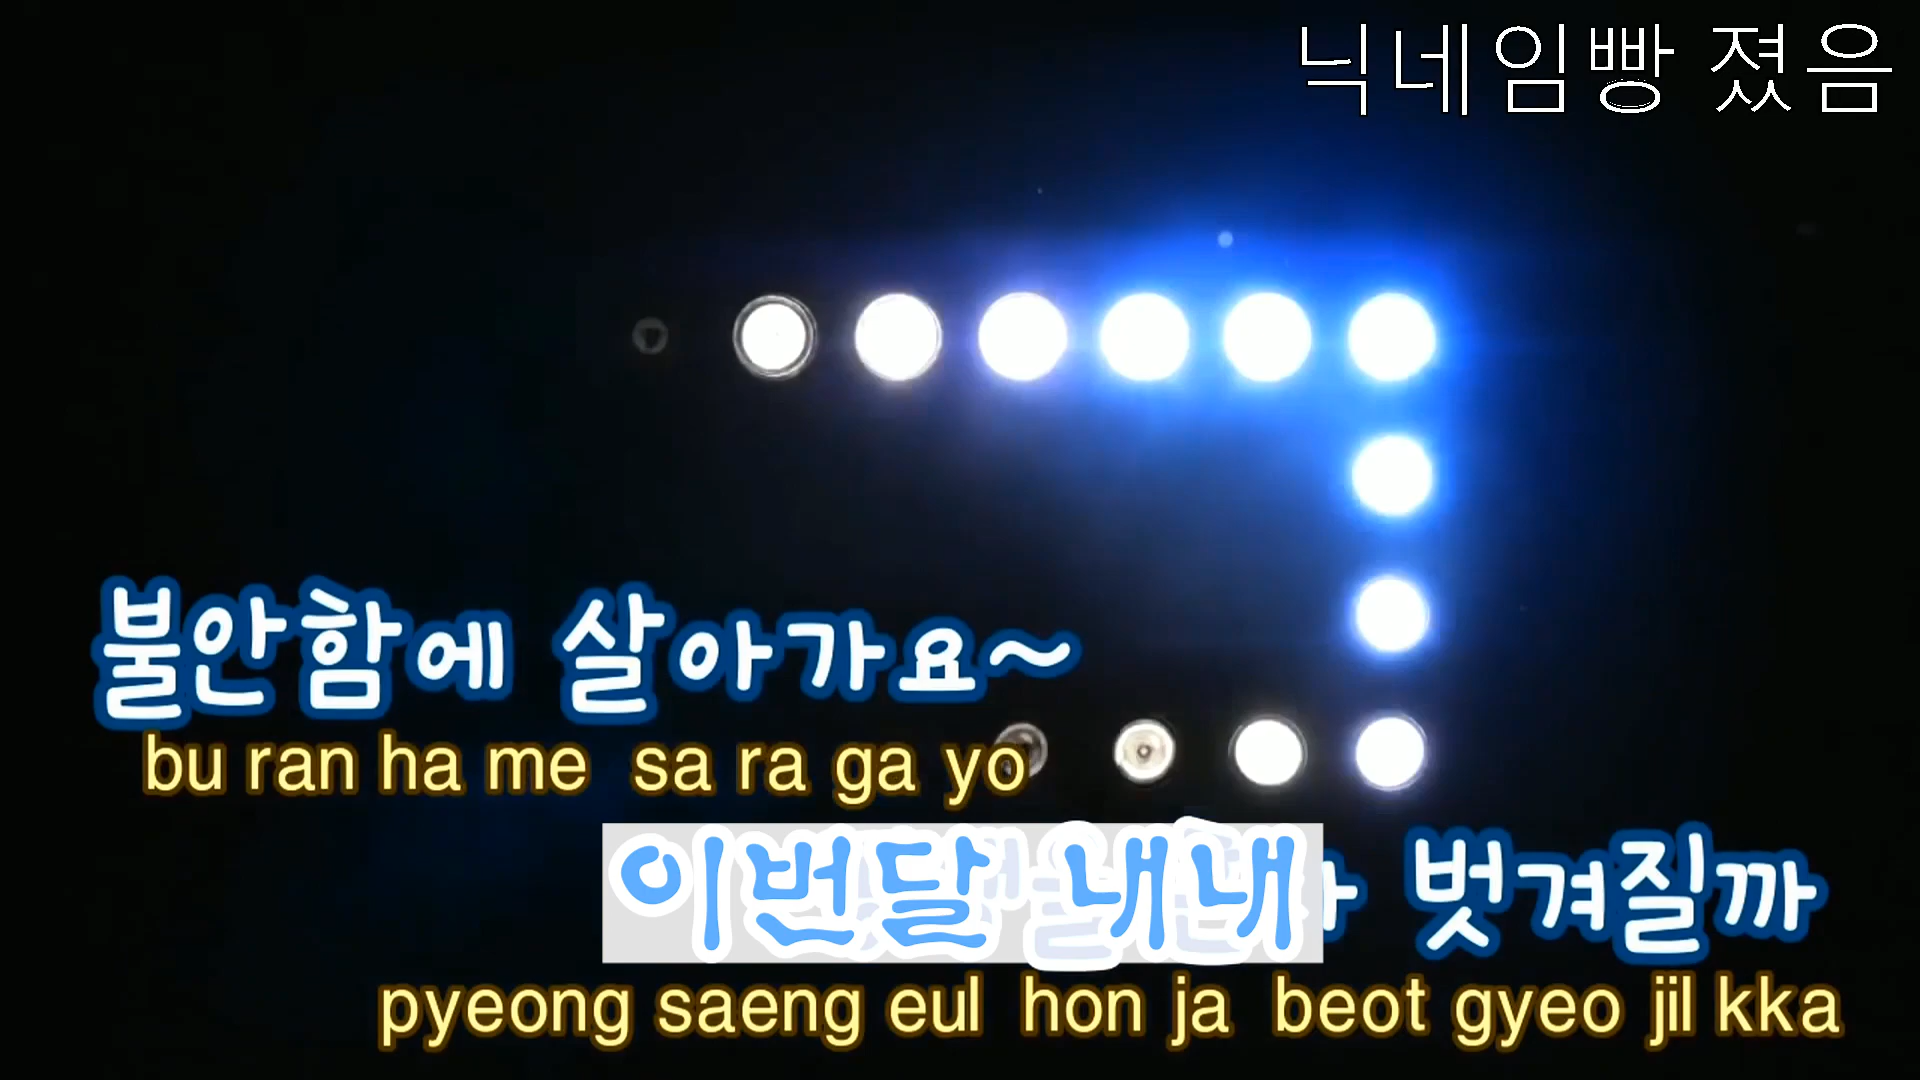 닉네임빵 졌음
불안함에 살아가요~
bu ran ha me sa ra ga yo
이번달 내내 벗겨질까
pyeong saeng eul hon ja beot gyeo jil kka